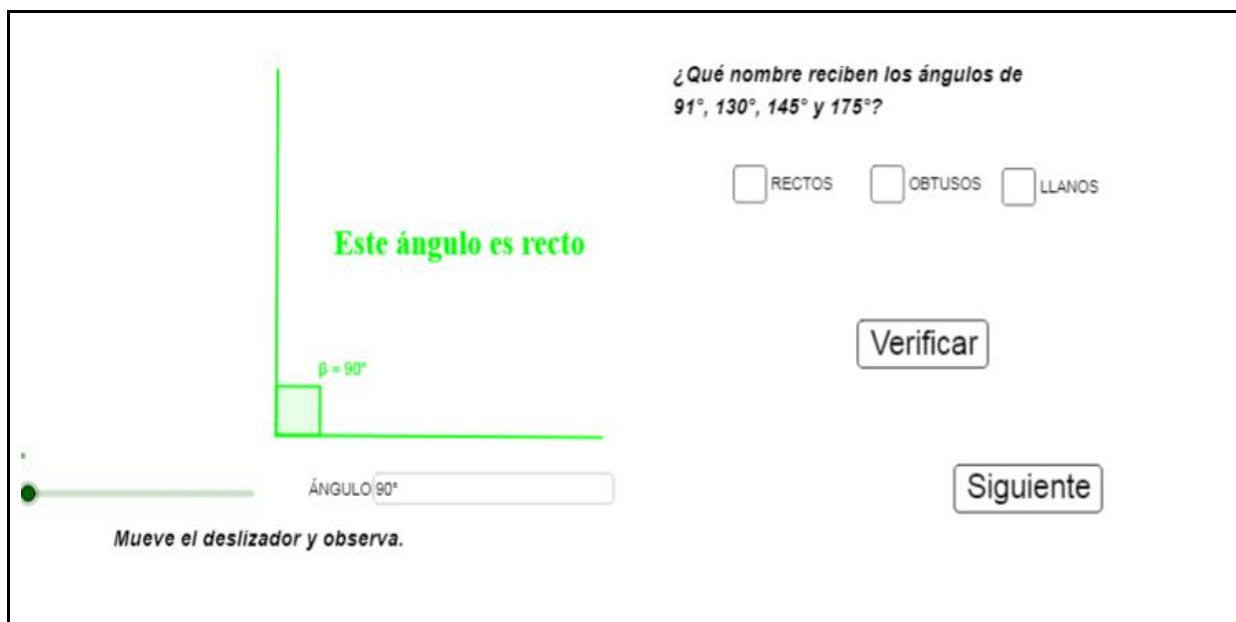 ¿Qué nombre reciben los ángulos de
91°, 130°, 145° y 175°?
RECTOS OBTUSOS LLANOS
Este ángulo es recto
β = 90°
Verificar
ÁNGULO 90°
Siguiente
Mueve el deslizador y observa.